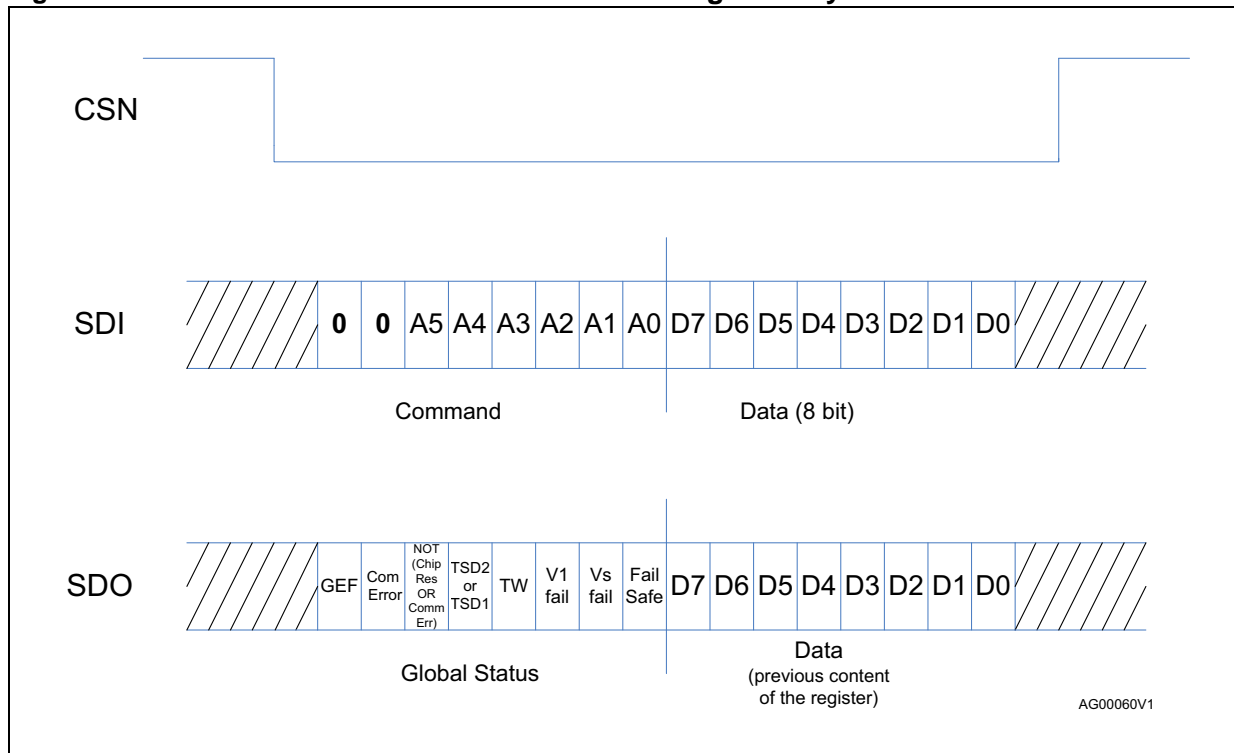 CSN
SDI
0 0 A5 A4 A3 A2 A1 A0 D7 D6 D5 D4 D3 D2 D1 D0
Command
Data (8 bit)
SDO
GEF
Com
Error
NOT
(Chip
Res
OR
Comm
Err)
TSD2
or
TSD1
TW
V1
fail
Vs
fail
Fail
Safe
D7 D6 D5 D4 D3 D2 D1 D0
Global Status
Data
(previous content
of the register)
AG00060V1